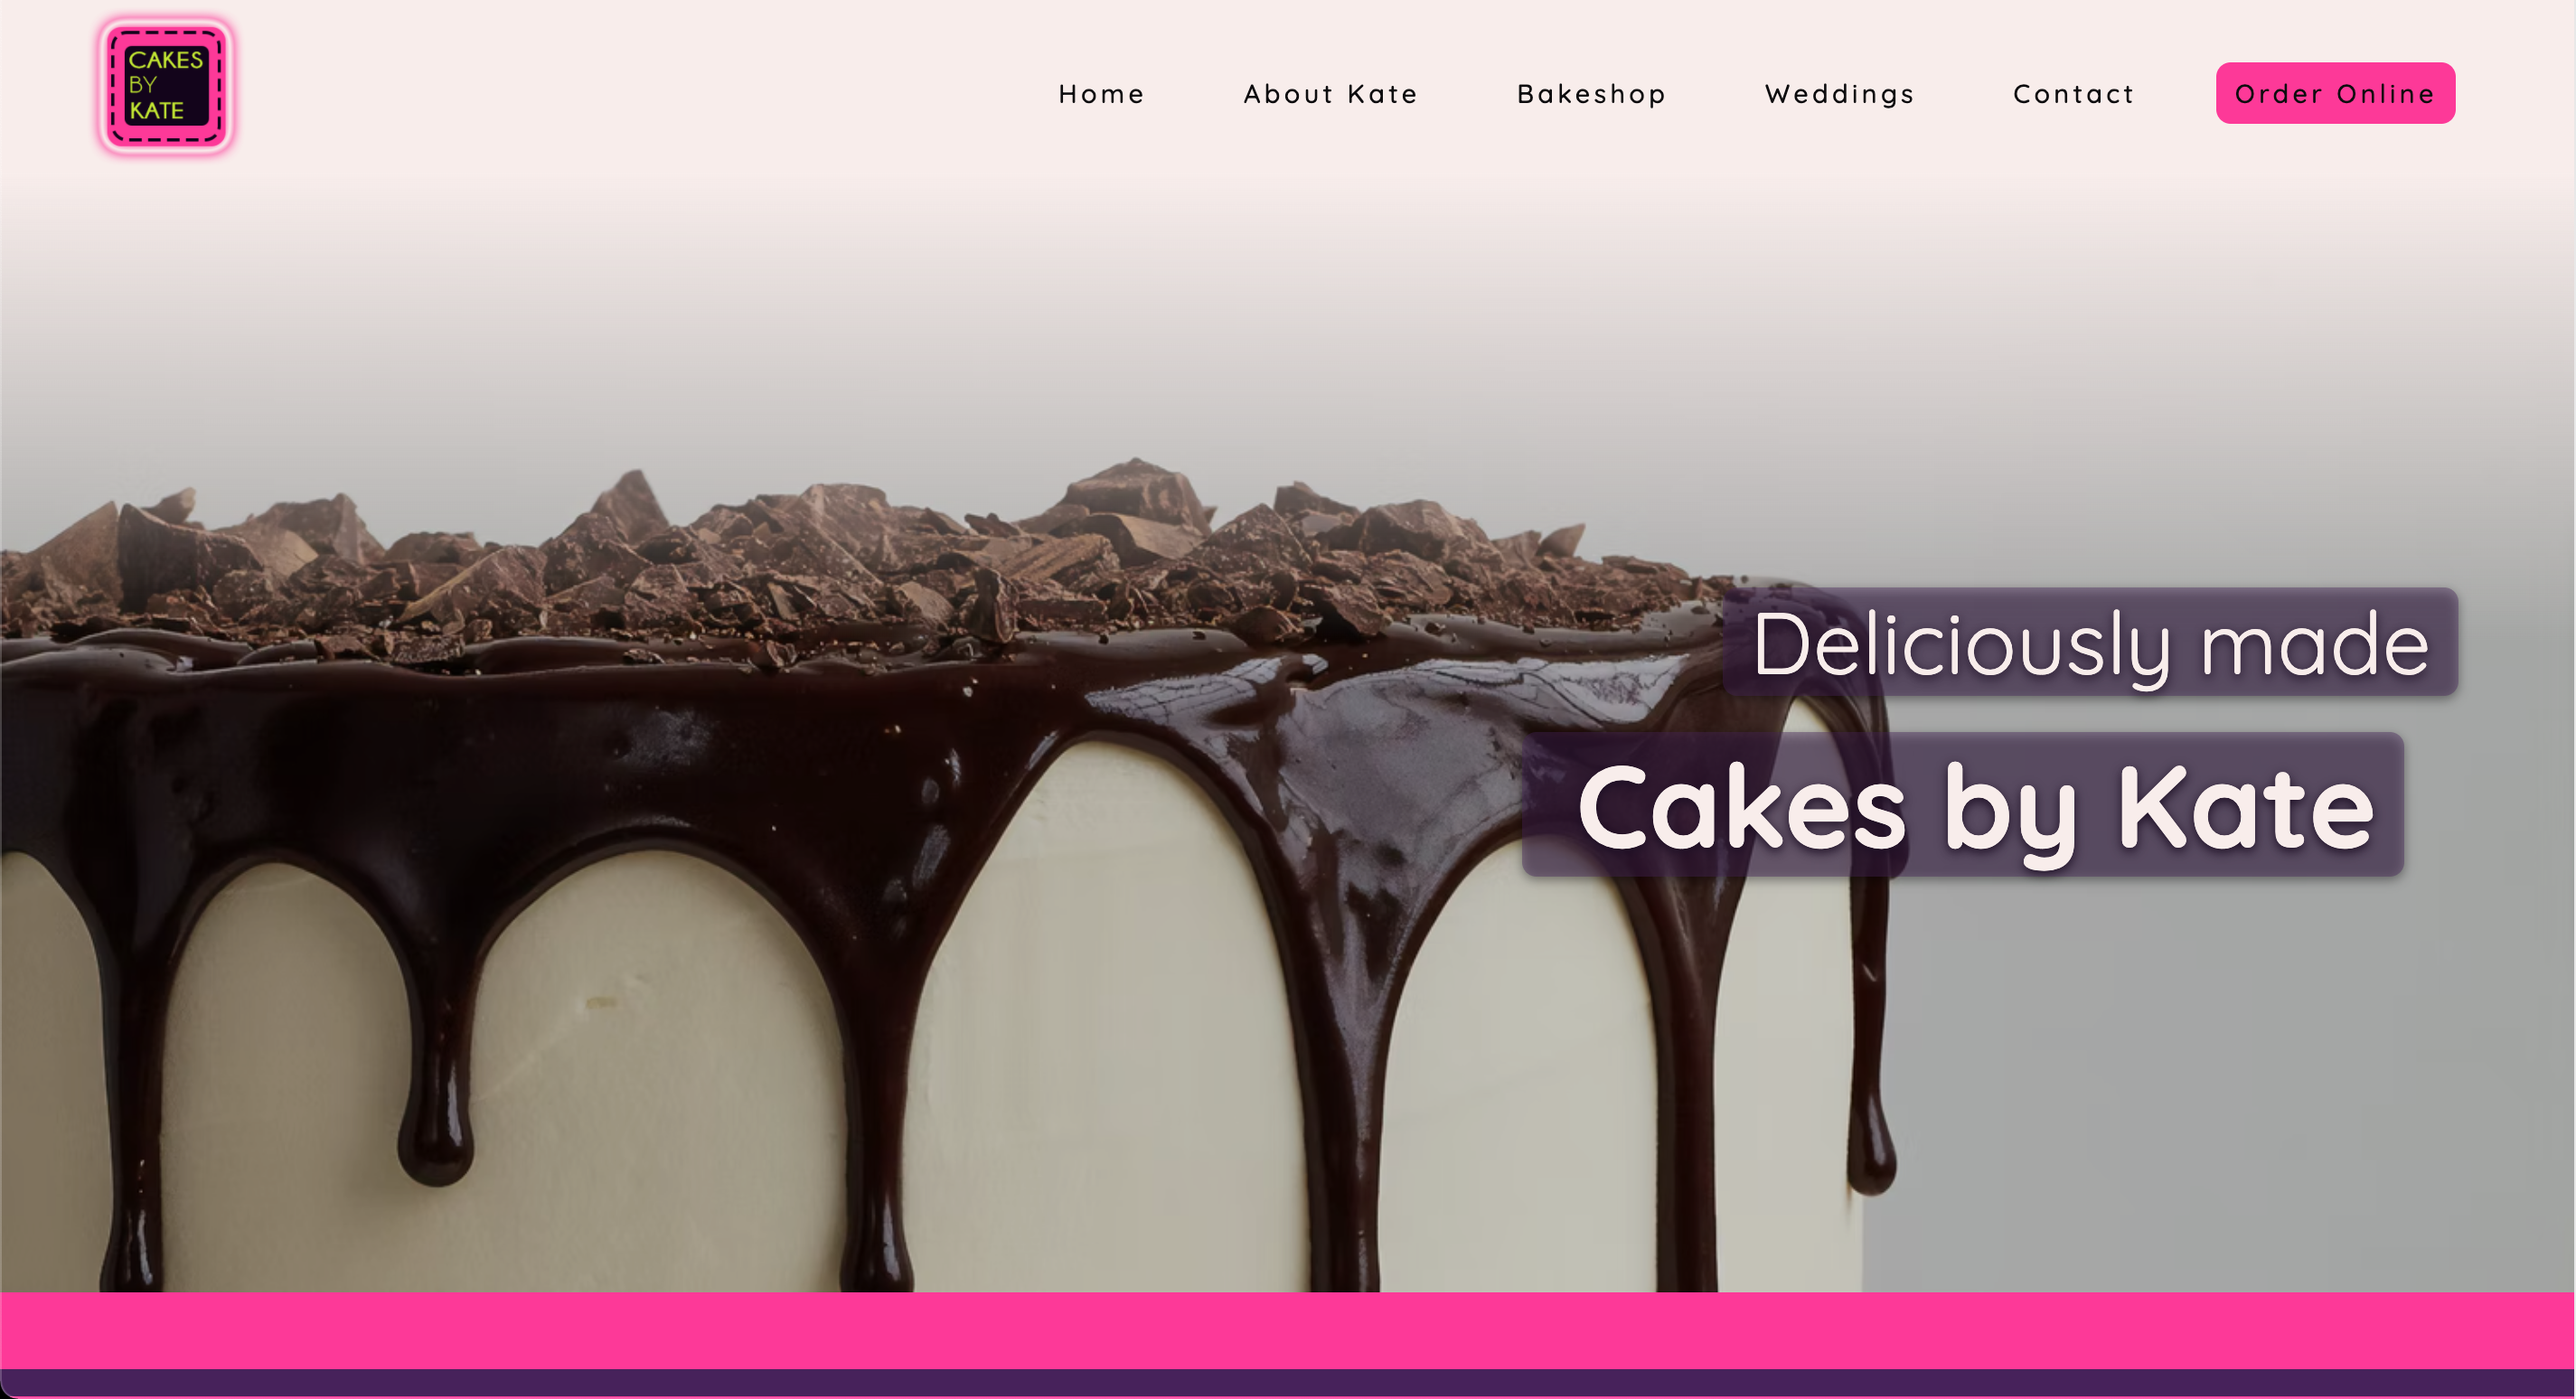 CAKES
BY
KATE
Home About Kate Bakeshop Weddings Contact Order Online
Deliciously made
Cakes by Kate